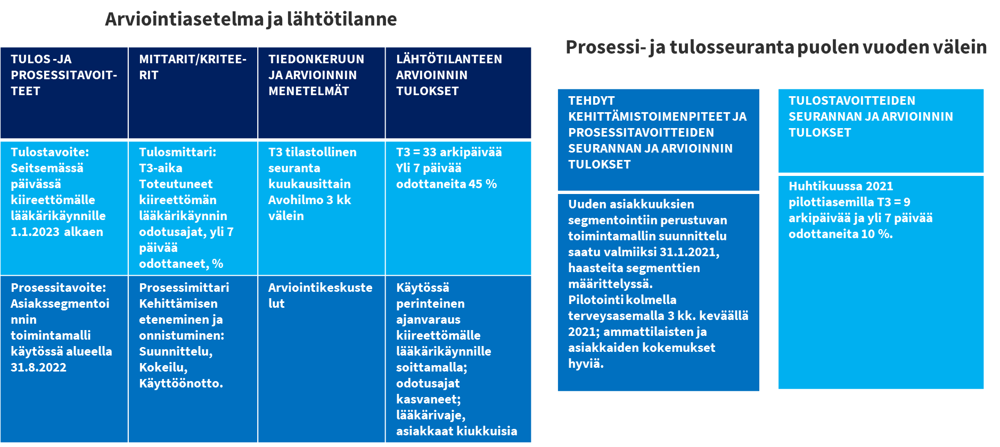 Arviointiasetelma ja lähtötilanne
TULOS -JA
PROSESSITAVOIT-
TEET
MITTARIT/KRITEE-
RIT
TIEDONKERUUN
JA ARVIOINNIN
MENETELMÄT
LÄHTÖTILANTEEN
ARVIOINNIN
TULOKSET
Tulostavoite:
Seitsemässä
päivässä
kiireettömälle
lääkärikäynnille
1.1.2023 alkaen
Tulosmittari:
T3-aika
Toteutuneet
kiireettömän
lääkärikäynnin
odotusajat, yli 7
päivää
odottaneet, %
T3 tilastollinen
seuranta
kuukausittain
Avohilmo 3 kk
välein
T3 = 33 arkipäivää
Yli 7 päivää
odottaneita 45 %
Prosessitavoite:
Asiakssegmentoi
nnin
toimintamalli
käytössä alueella
31.8.2022
Prosessimittari
Kehittämisen
eteneminen ja
onnistuminen:
Suunnittelu,
Kokeilu,
Käyttöönotto.
Arviointikeskuste
lut
Käytössä
perinteinen
ajanvaraus
kiireettömälle
lääkärikäynnille
soittamalla;
odotusajat
kasvaneet;
lääkärivaje,
asiakkaat kiukkuisia
Prosessi- ja tulosseuranta puolen vuoden välein
TEHDYT
KEHITTÄMISTOIMENPITEET JA
PROSESSITAVOITTEIDEN
SEURANNAN JA ARVIOINNIN
TULOKSET
Uuden asiakkuuksien
segmentointiin perustuvan
toimintamallin suunnittelu
saatu valmiiksi 31.1.2021,
haasteita segmenttien
määrittelyssä.
Pilotointi kolmella
terveysasemalla 3 kk. keväällä
2021; ammattilaisten ja
asiakkaiden kokemukset
hyviä.
TULOSTAVOITTEIDEN
SEURANNAN JA ARVIOINNIN
TULOKSET
Huhtikuussa 2021
pilottiasemilla T3 = 9
arkipäivää ja yli 7 päivää
odottaneita 10 %.